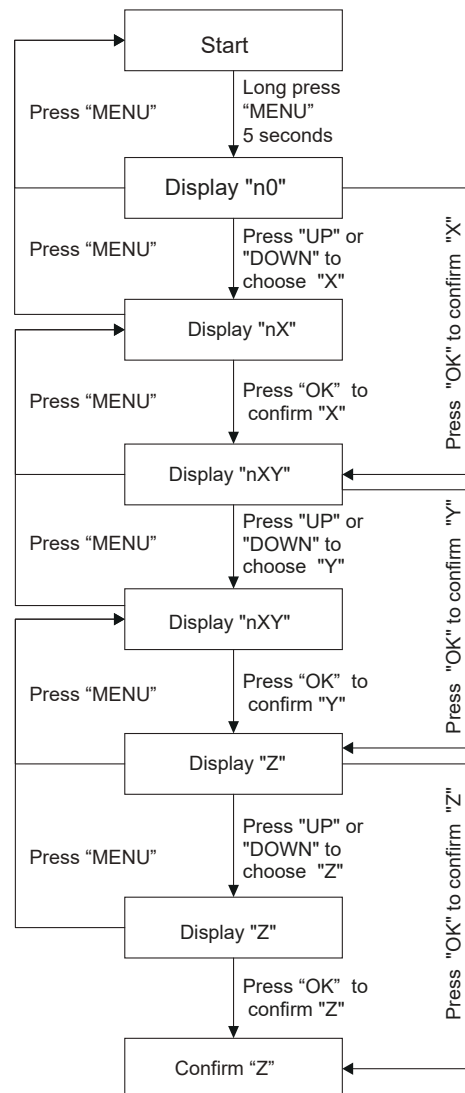 Start
Long press
“MENU”
5 seconds
Press “MENU”
Display "n0"
Press "UP" or
"DOWN" to
choose "X"
Press “MENU”
Press "OK" to confirm "X"
Display "nX"
Press “OK” to
confirm "X"
Press “MENU”
Display "nXY"
Press "UP" or
"DOWN" to
choose "Y"
Press “MENU”
Press "OK" to confirm "Y"
Display "nXY"
Press “OK” to
confirm "Y"
Press “MENU”
Display "Z"
Press "UP" or
"DOWN" to
choose "Z"
Press “MENU”
Press "OK" to confirm "Z"
Display "Z"
Press “OK” to
confirm "Z"
Confirm “Z”